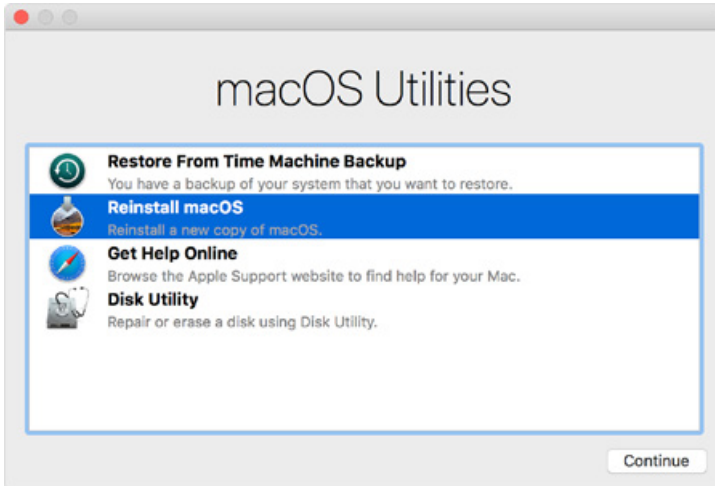 macOS Utilities
Restore From Time Machine Backup
You have a backup of your system that you want to restore.
Reinstall macOS
Reinstall a new copy of macOS.
Get Help Online
Browse the Apple Support website to find help for your Mac.
Disk Utility
Repair or erase a disk using Disk Utility.
Continue